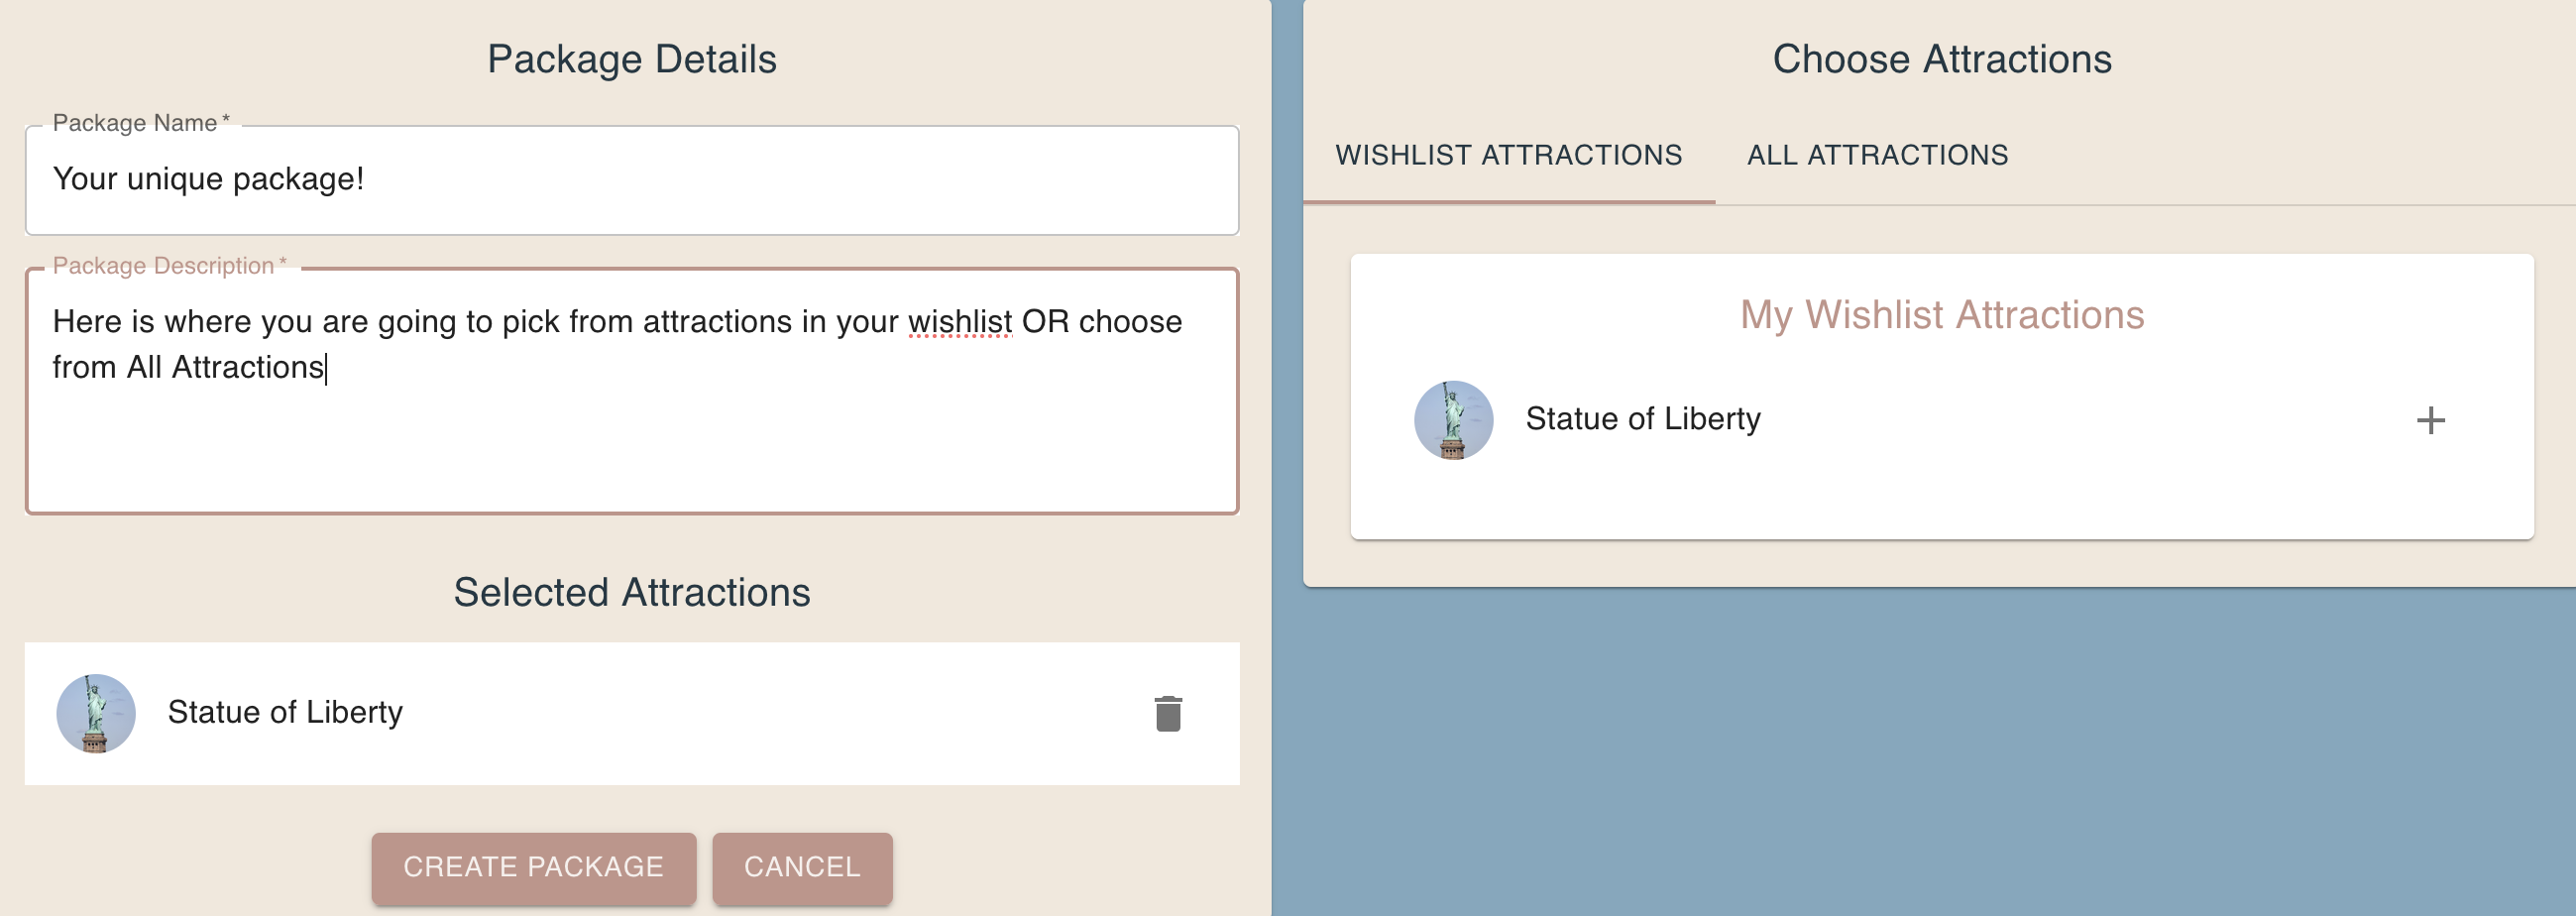 Package Details
Package Name *
Your unique package!
Package Description *
Here is where you are going to pick from attractions in your wishlist OR choose
from All Attractions
Selected Attractions
Statue of Liberty
CREATE PACKAGE
CANCEL
Choose Attractions
WISHLIST ATTRACTIONS
ALL ATTRACTIONS
My Wishlist Attractions
Statue of Liberty